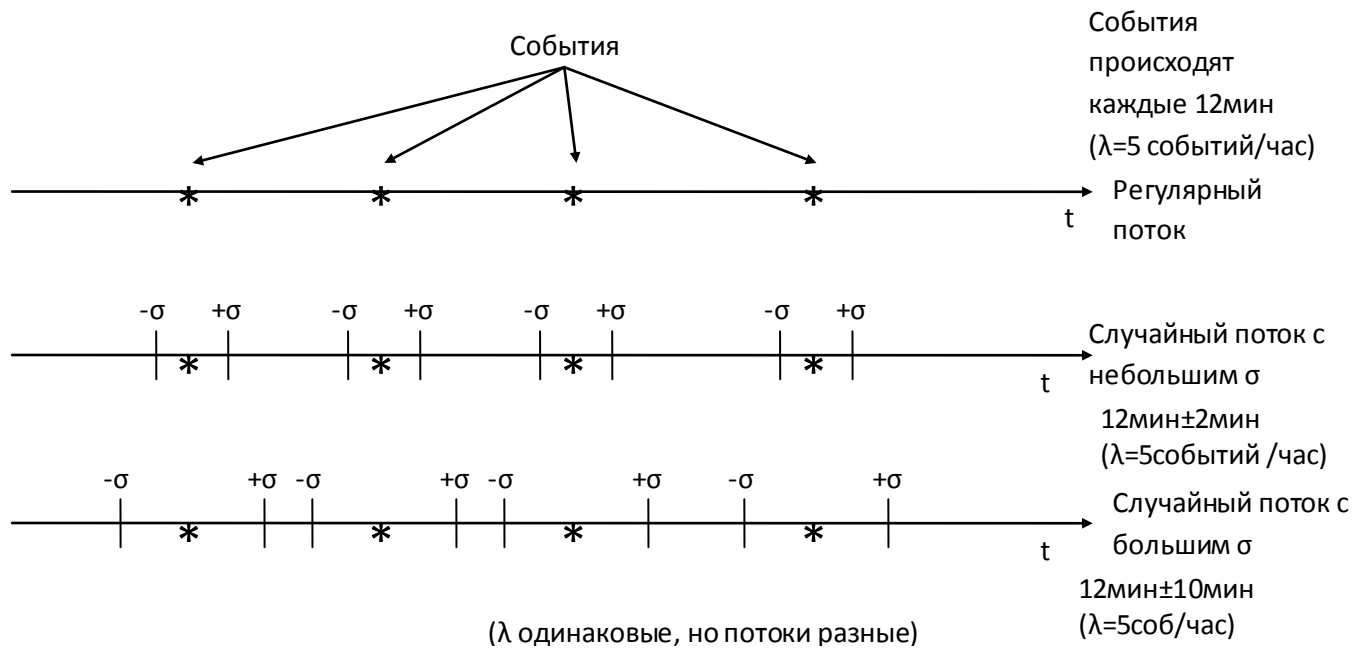 События
События
происходят
каждые 12мин
(λ=5 событий/час)
* * * *
t
Регулярный
поток
-σ +σ -σ +σ -σ +σ -σ +σ
* * * *
t
Случайный поток с
небольшим σ
12мин±2мин
(λ=5событий /час)
-σ +σ -σ +σ -σ +σ -σ +σ
* * * *
t
Случайный поток с
большим σ
12мин±10мин
(λ=5соб/час)
(λ одинаковые, но потоки разные)